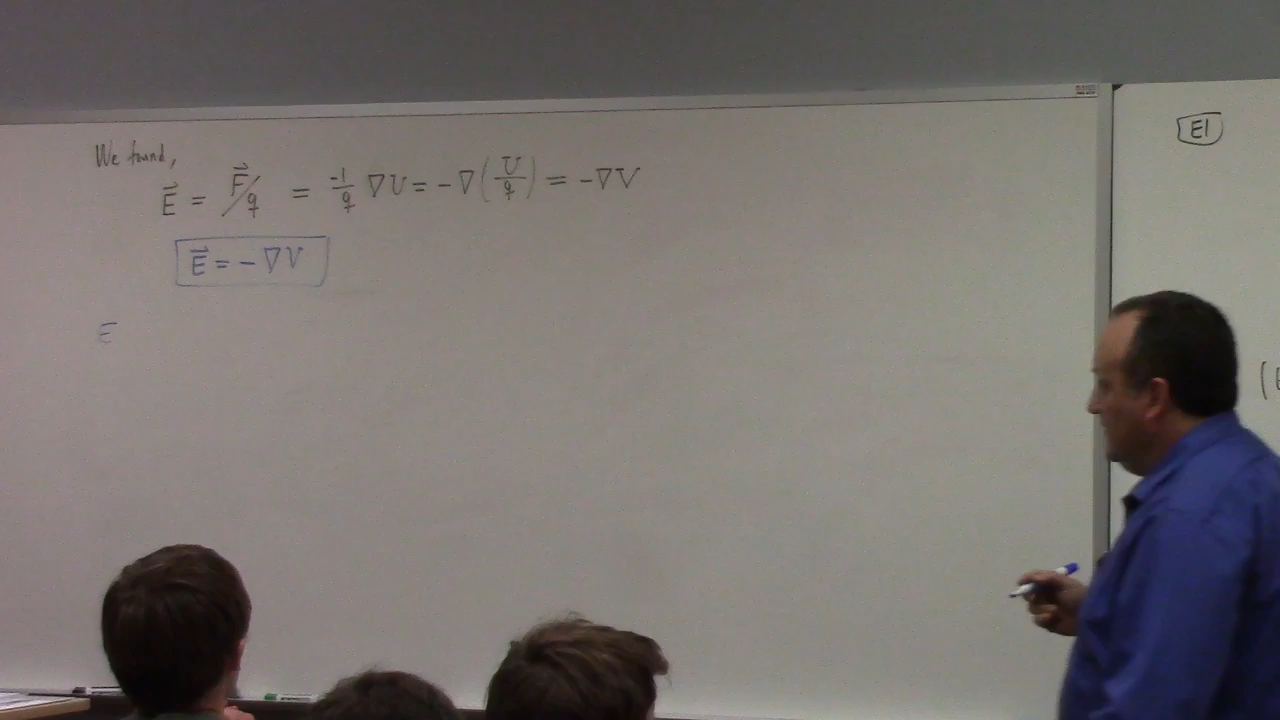 We found,
E⃗ = F⃗/q = -1/q ∇U = -∇(U/q) = -∇V
E⃗ = -∇V
E
E1
(E